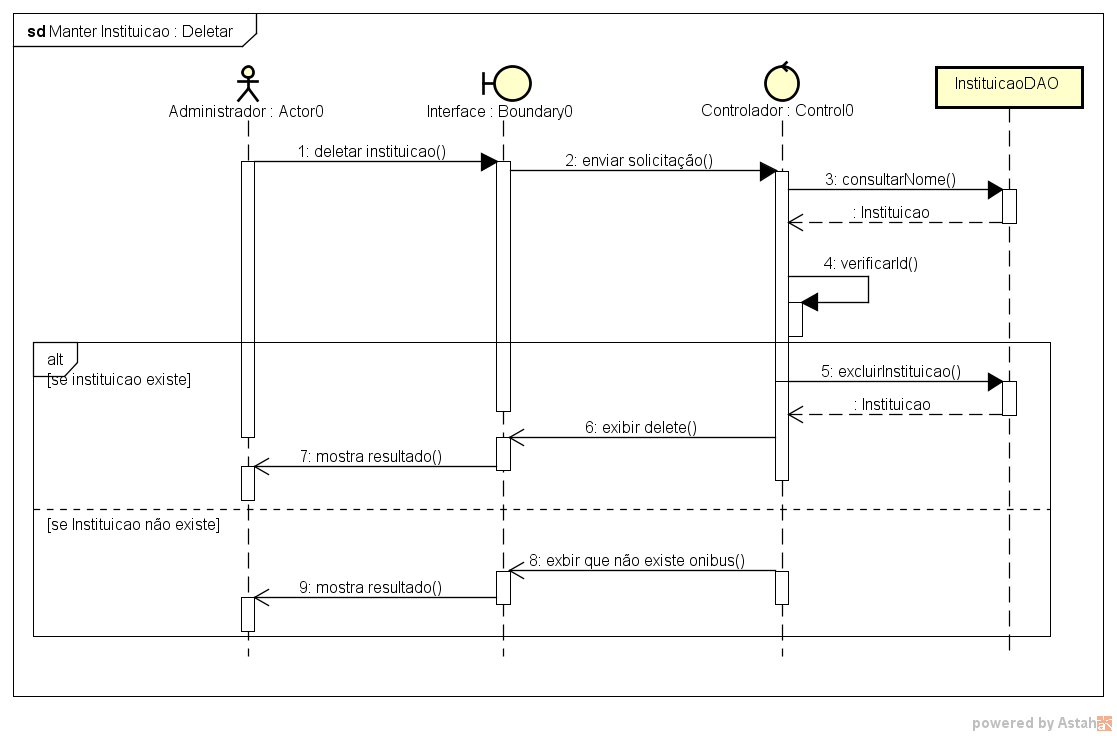 sd Manter Instituicao : Deletar
Administrador : Actor0
Interface : Boundary0
Controlador : Control0
InstituicaoDAO
1: deletar instituicao()
2: enviar solicitação()
3: consultarNome()
: Instituicao
4: verificarId()
alt
[se instituicao existe]
5: excluirInstituicao()
: Instituicao
6: exibir delete()
7: mostra resultado()
[se Instituicao não existe]
8: exbir que não existe onibus()
9: mostra resultado()
powered by Astah